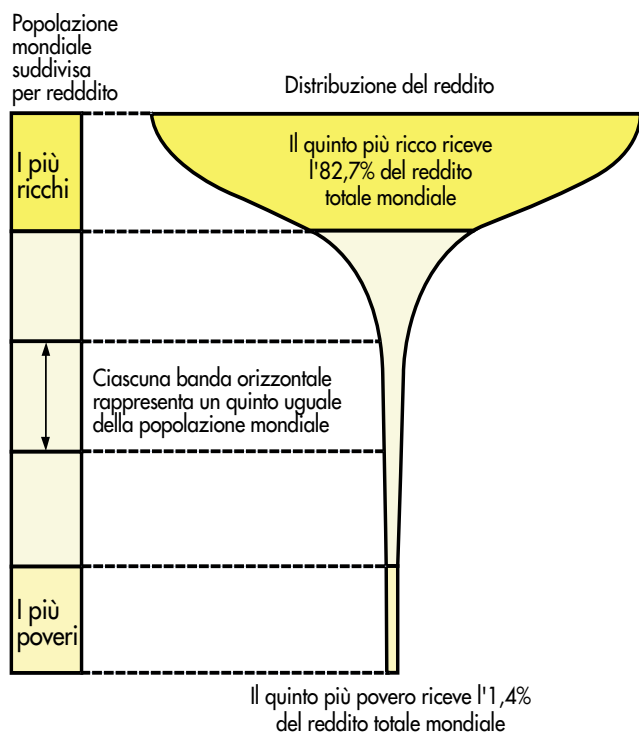 Popolazione
mondiale
suddivisa
per redddito
Distribuzione del reddito
I più
ricchi
Il quinto più ricco riceve
l'82,7% del reddito
totale mondiale
Ciascuna banda orizzontale
rappresenta un quinto uguale
della popolazione mondiale
I più
poveri
Il quinto più povero riceve l'1,4%
del reddito totale mondiale